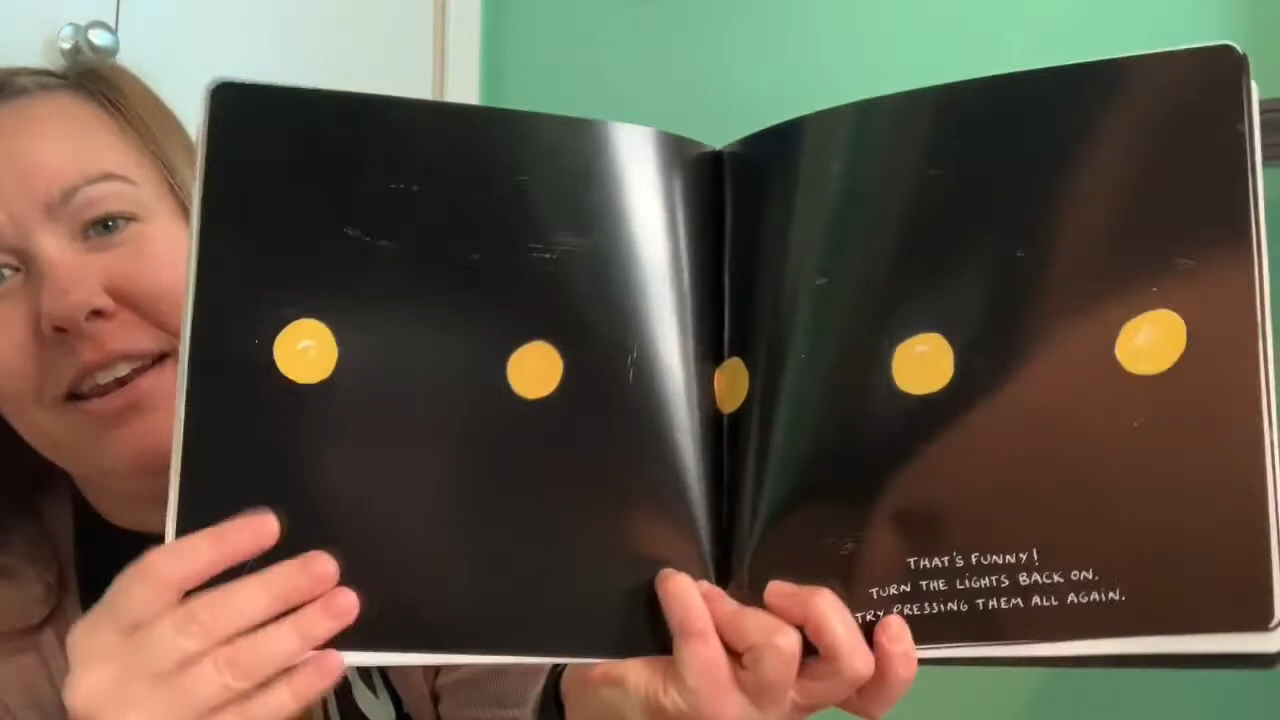 THAT'S FUNNY!
TURN THE LIGHTS BACK ON.
TRY PRESSING THEM ALL AGAIN.